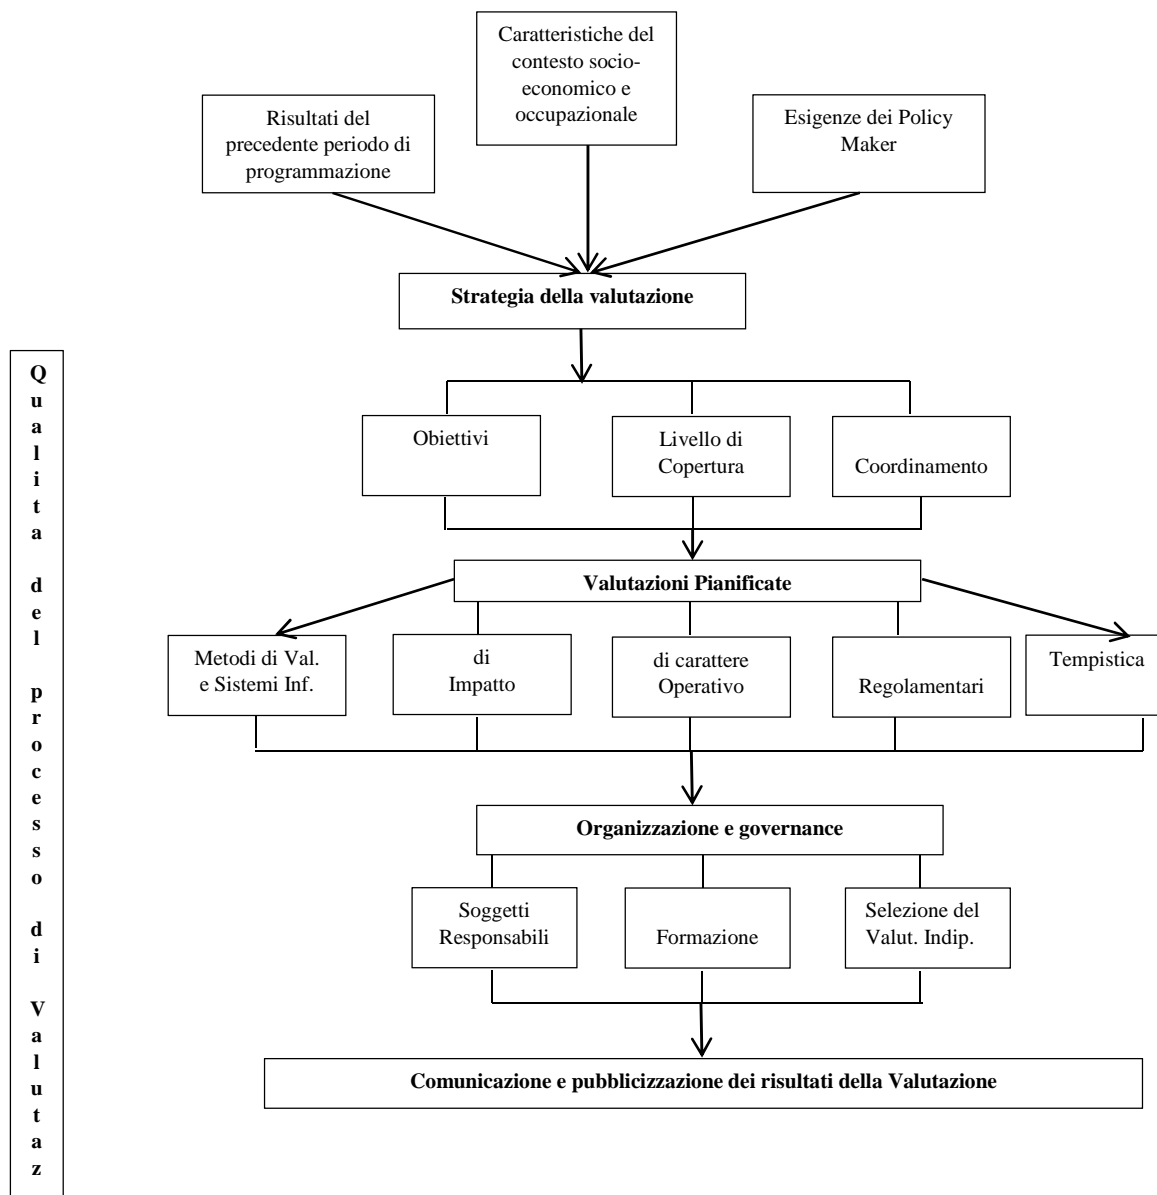 Caratteristiche del
contesto socio-
economico e
occupazionale
Risultati del
precedente periodo di
programmazione
Esigenze dei Policy
Maker
Strategia della valutazione
Obiettivi
Livello di
Copertura
Coordinamento
Valutazioni Pianificate
Metodi di Val.
e Sistemi Inf.
di
Impatto
di carattere
Operativo
Regolamentari
Tempistica
Organizzazione e governance
Soggetti
Responsabili
Formazione
Selezione del
Valut. Indip.
Comunicazione e pubblicizzazione dei risultati della Valutazione
Qualita del processo di Valutaz